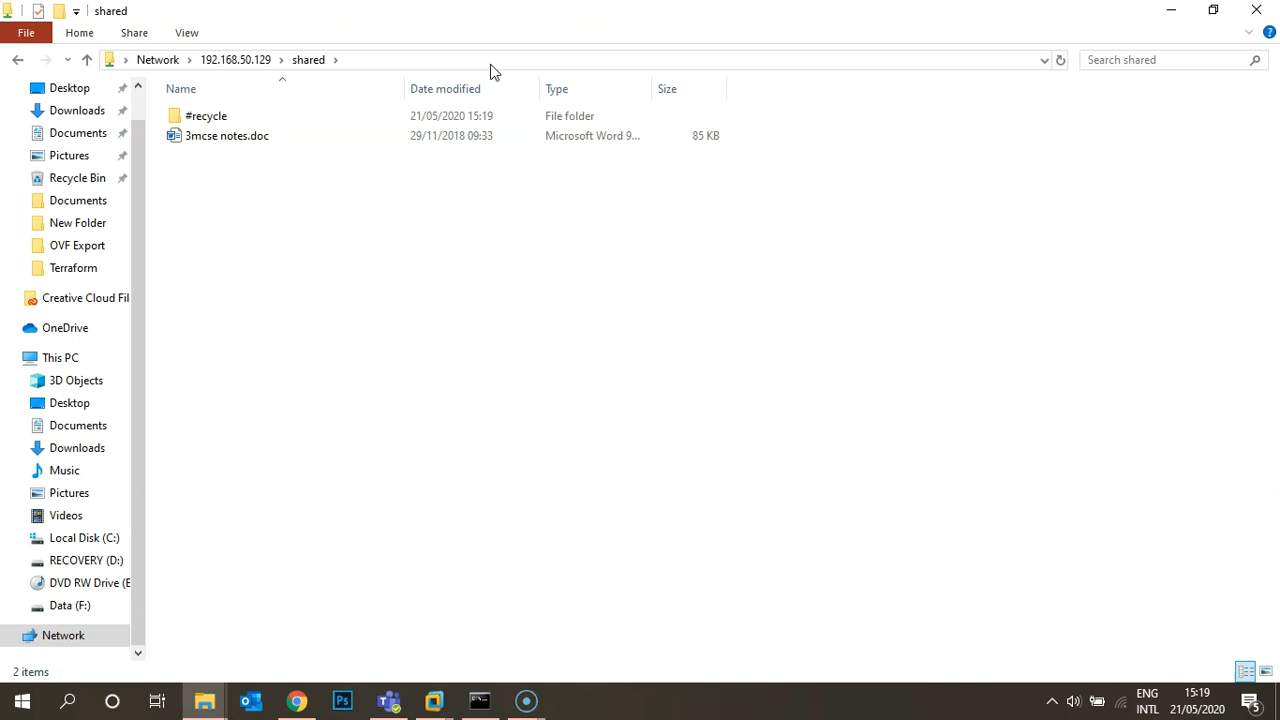 shared
File Home Share View
Network 192.168.50.129 shared Search shared
Name Date modified Type Size
#recycle 21/05/2020 15:19 File folder
3mcse notes.doc 29/11/2018 09:33 Microsoft Word 9... 85 KB
Desktop
Downloads
Documents
Pictures
Recycle Bin
Documents
New Folder
OVF Export
Terraform
Creative Cloud Fil
OneDrive
This PC
3D Objects
Desktop
Documents
Downloads
Music
Pictures
Videos
Local Disk (C:)
RECOVERY (D:)
DVD RW Drive (E
Data (F:)
Network
2 items
Ps
ENG 15:19
INTL 21/05/2020
5